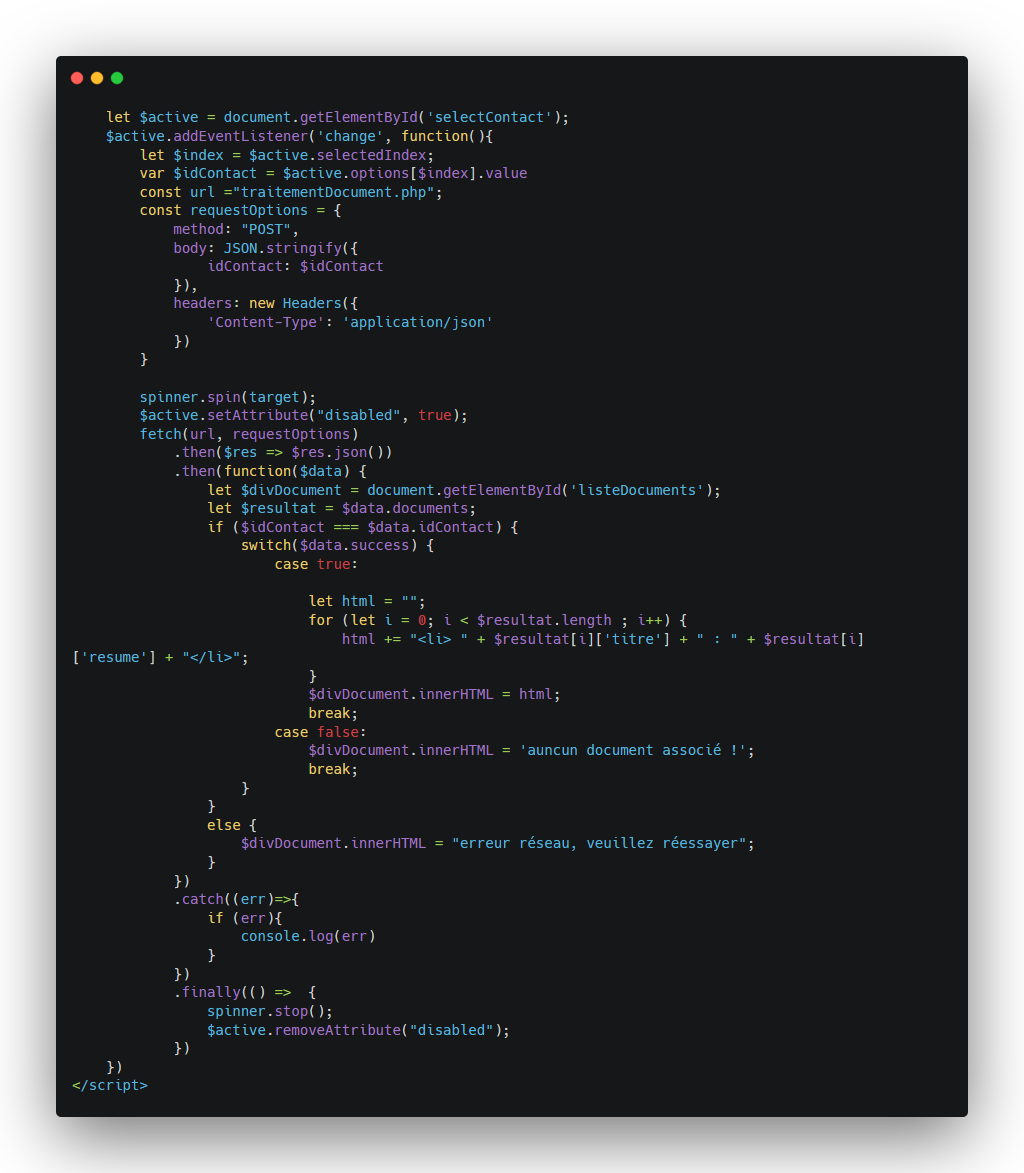 let $active = document.getElementById('selectContact');
    $active.addEventListener('change', function(){
        let $index = $active.selectedIndex;
        var $idContact = $active.options[$index].value
        const url ="traitementDocument.php";
        const requestOptions = {
            method: "POST",
            body: JSON.stringify({
                idContact: $idContact
            }),
            headers: new Headers({
                'Content-Type': 'application/json'
            })
        }

        spinner.spin(target);
        $active.setAttribute("disabled", true);
        fetch(url, requestOptions)
            .then($res => $res.json())
            .then(function($data) {
                let $divDocument = document.getElementById('listeDocuments');
                let $resultat = $data.documents;
                if ($idContact === $data.idContact) {
                    switch($data.success) {
                        case true:

                            let html = "";
                            for (let i = 0; i < $resultat.length ; i++) {
                                html += "<li> " + $resultat[i]['titre'] + " : " + $resultat[i]
['resume'] + "</li>";
                            }
                            $divDocument.innerHTML = html;
                            break;
                        case false:
                            $divDocument.innerHTML = 'auncun document associé !';
                            break;
                    }
                }
                else {
                    $divDocument.innerHTML = "erreur réseau, veuillez réessayer";
                }
            })
            .catch((err)=>{
                if (err){
                    console.log(err)
                }
            })
            .finally(() =>  {
                spinner.stop();
                $active.removeAttribute("disabled");
            })
    })
</script>